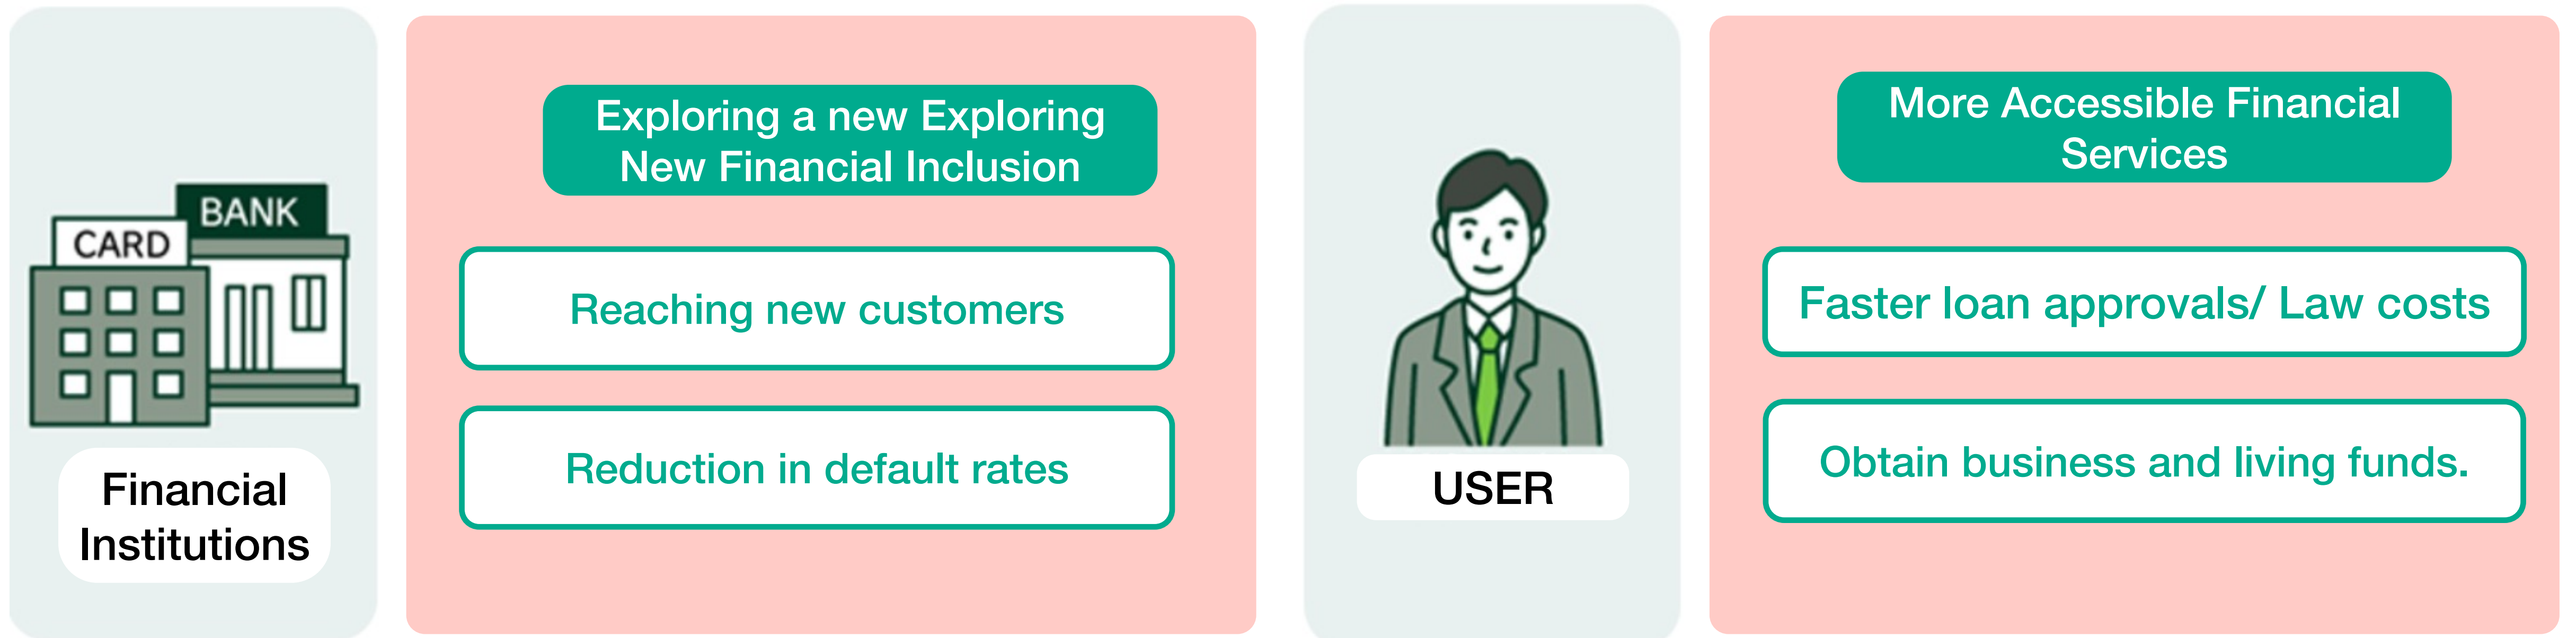 BANK
CARD
Financial
Institutions
Exploring a new Exploring
New Financial Inclusion
Reaching new customers
Reduction in default rates
USER
More Accessible Financial
Services
Faster loan approvals/ Law costs
Obtain business and living funds.